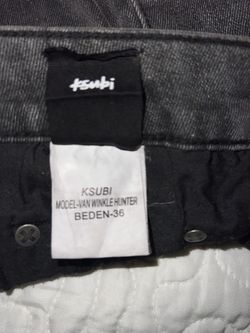 ksubi
KSUBI
MODEL-VAN WINKLE HUNTER
BEDEN-36